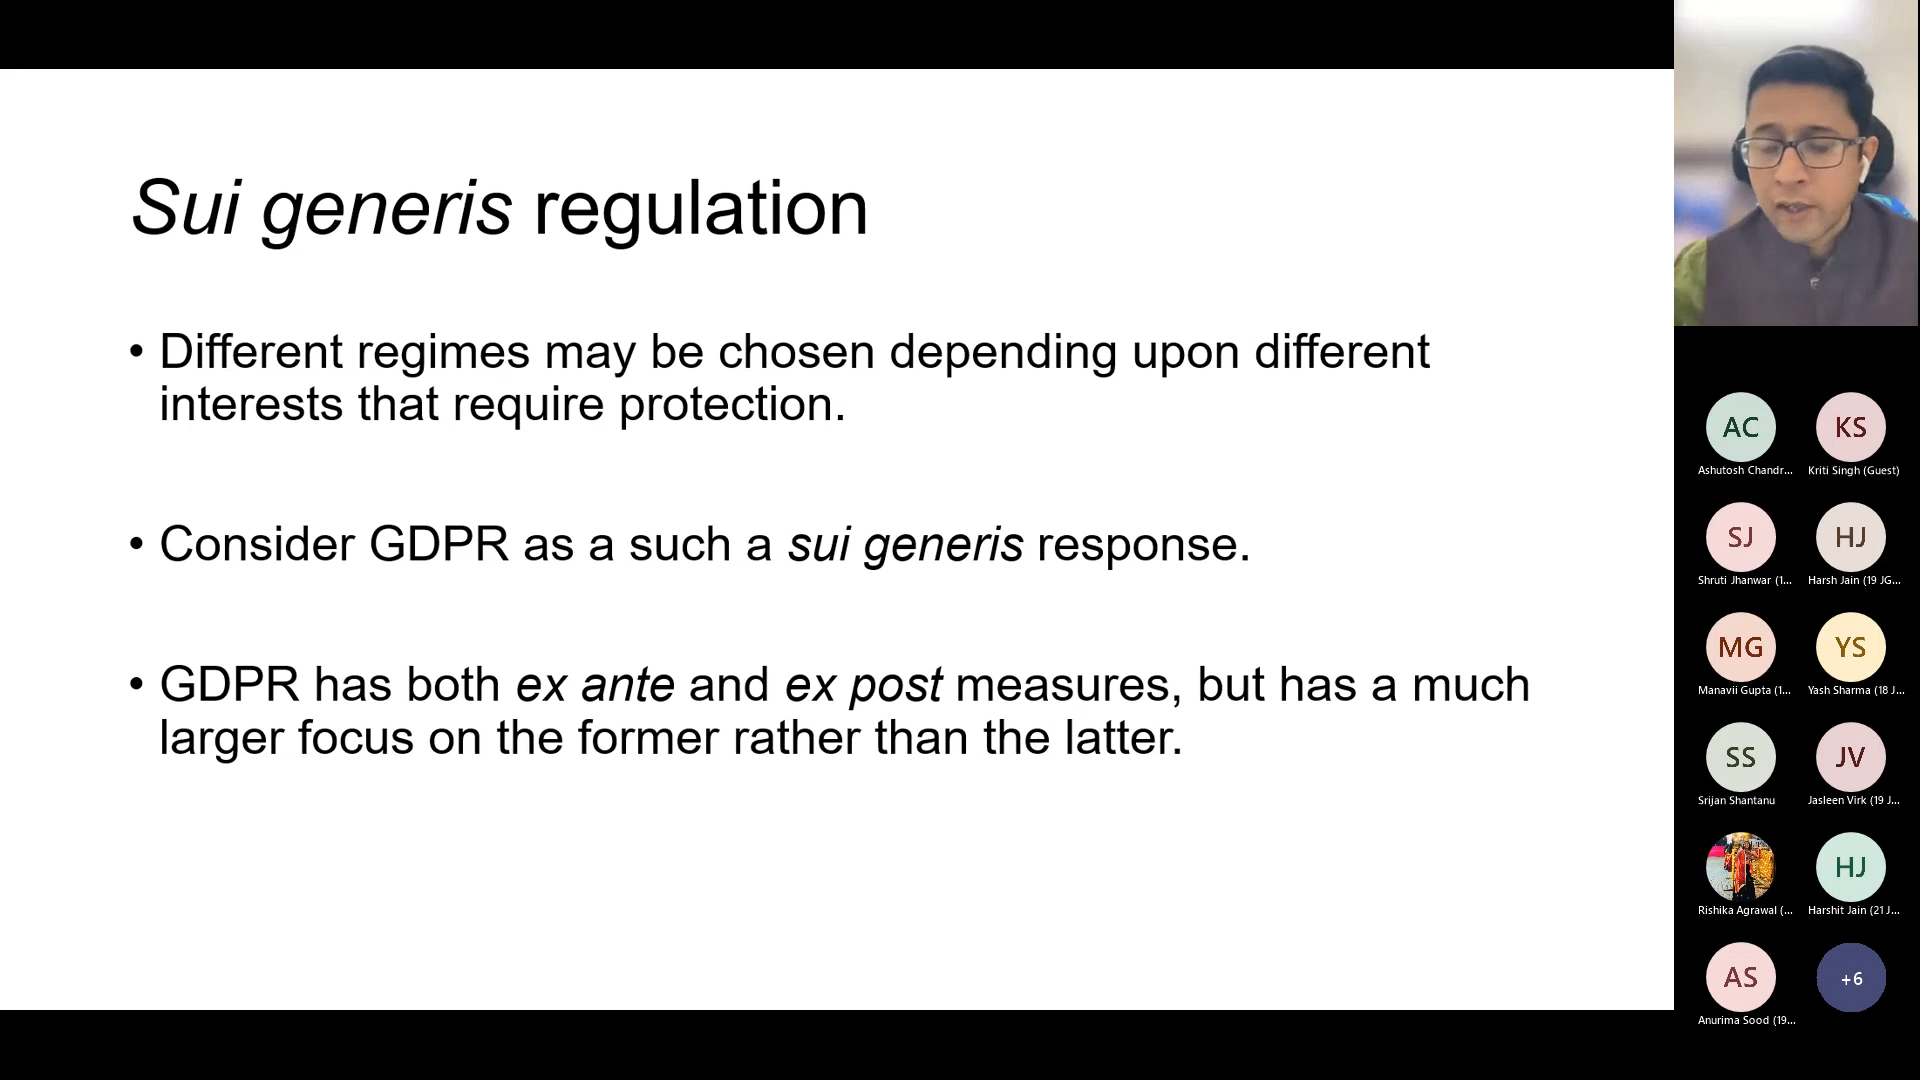 Sui generis regulation
• Different regimes may be chosen depending upon different
interests that require protection.
• Consider GDPR as a such a sui generis response.
• GDPR has both ex ante and ex post measures, but has a much
larger focus on the former rather than the latter.
AC
KS
Ashutosh Chandr...
Kriti Singh (Guest)
SJ
HJ
Shruti Jhanwar (1...
Harsh Jain (19 JG...
MG
YS
Manavii Gupta (1...
Yash Sharma (18 J...
SS
JV
Srijan Shantanu
Jasleen Virk (19 J...
HJ
Rishika Agrawal (...
Harshit Jain (21 J...
AS
+6
Anurima Sood (19...